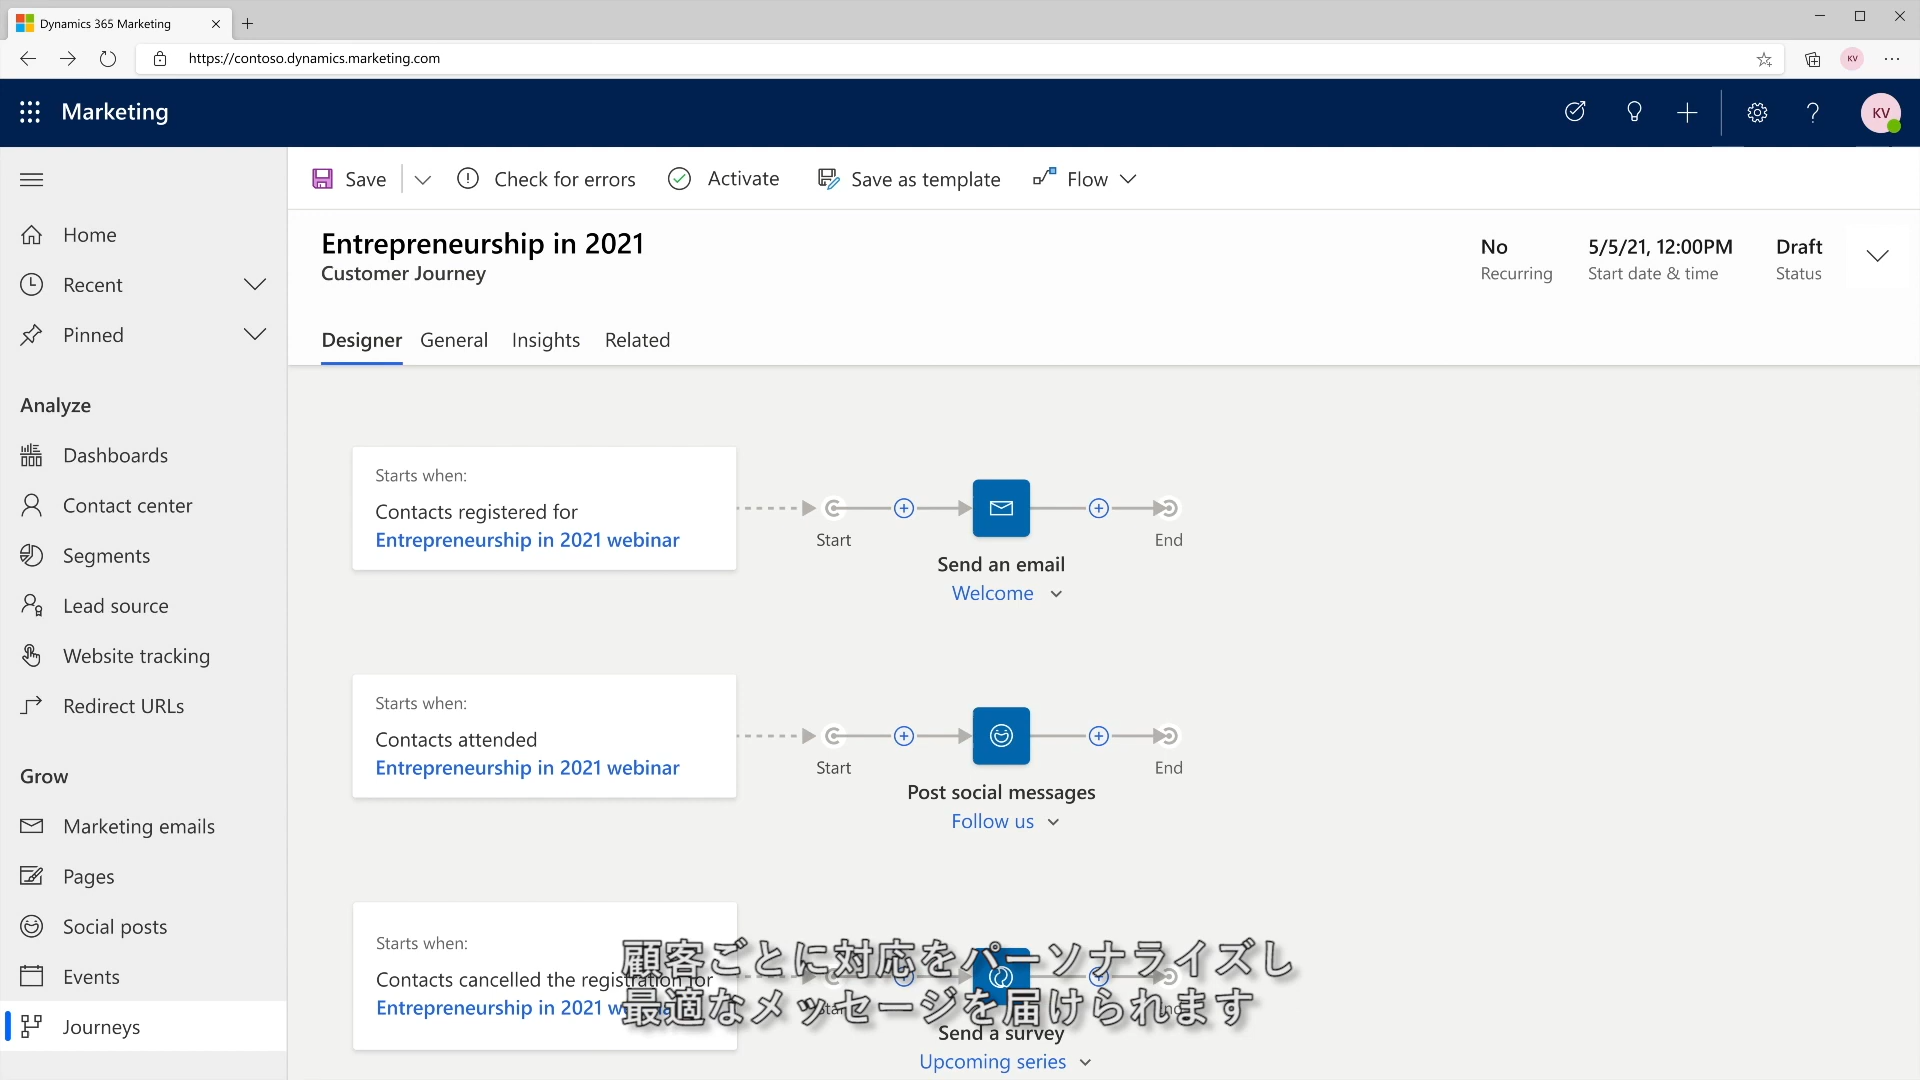 Dynamics 365 Marketing
https://contoso.dynamics.marketing.com
KV
Marketing
KV
Save
Check for errors
Activate
Save as template
Flow
Home
Recent
Pinned
Analyze
Dashboards
Contact center
Segments
Lead source
Website tracking
Redirect URLs
Grow
Marketing emails
Pages
Social posts
Events
Journeys
Entrepreneurship in 2021
Customer Journey
No
Recurring
5/5/21, 12:00PM
Start date & time
Draft
Status
Designer General Insights Related
Starts when:
Contacts registered for
Entrepreneurship in 2021 webinar
Start
Send an email
Welcome
End
Starts when:
Contacts attended
Entrepreneurship in 2021 webinar
Start
Post social messages
Follow us
End
Starts when:
Contacts cancelled the registration for
Entrepreneurship in 2021
Send a survey
Upcoming series
顧客ごとに対応をパーソナライズし
最適なメッセージを届けられます